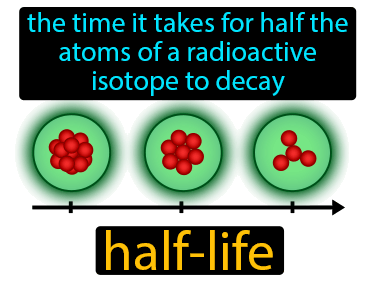 the time it takes for half the
atoms of a radioactive
isotope to decay
half-life